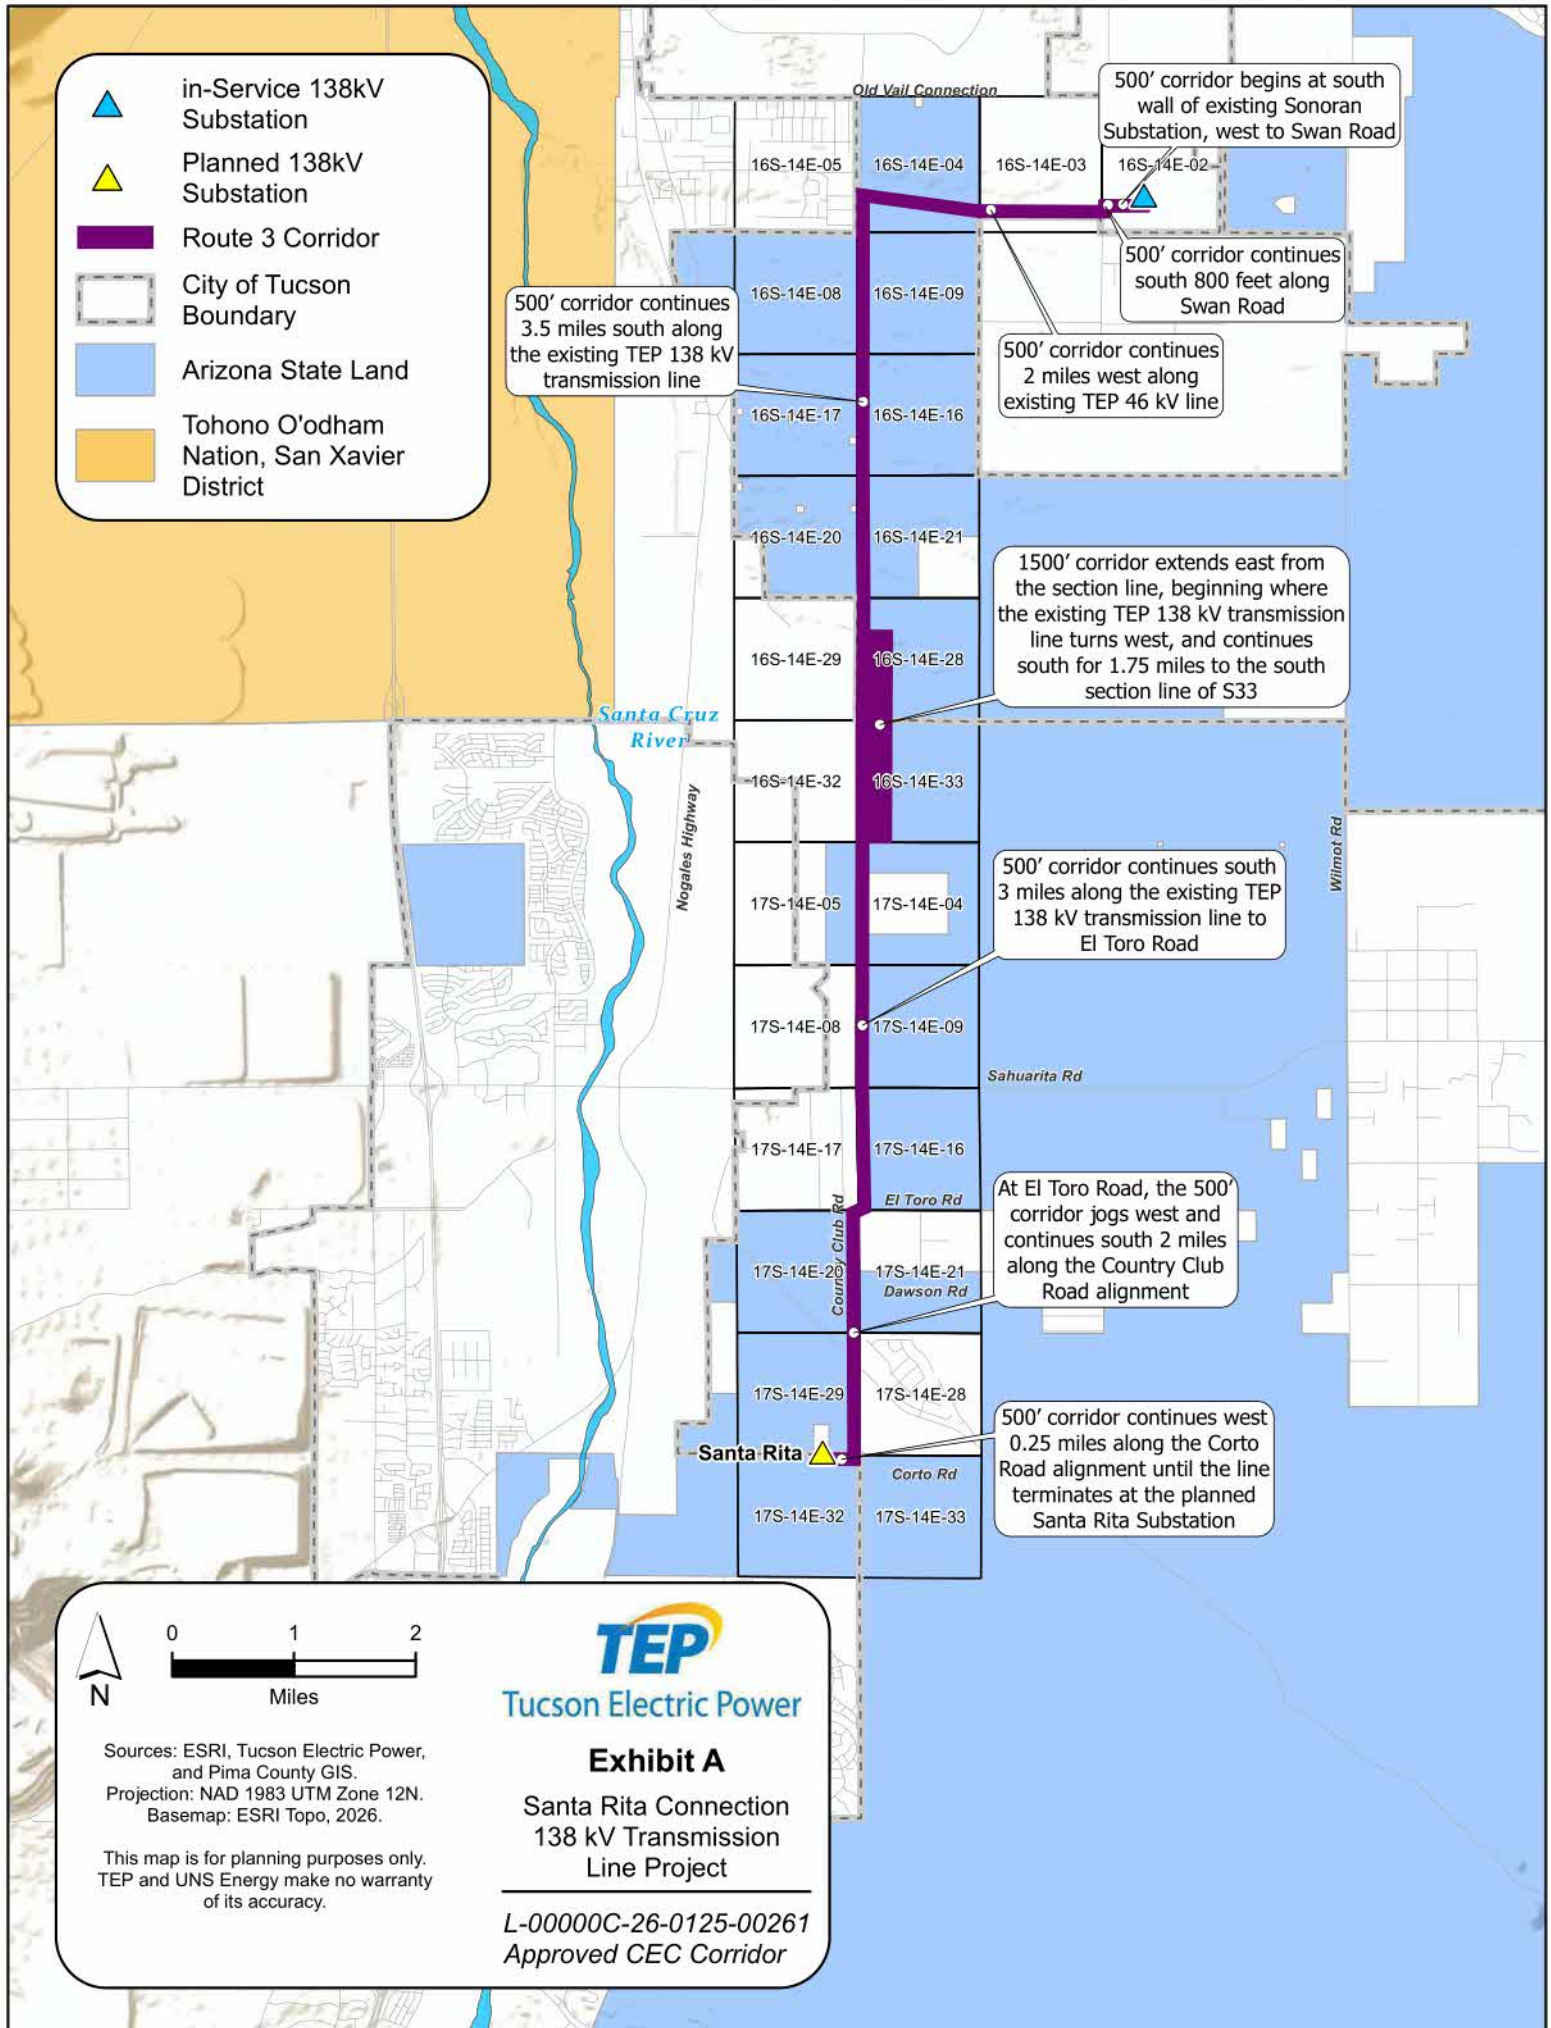 in-Service 138kV
Substation
Planned 138kV
Substation
Route 3 Corridor
City of Tucson
Boundary
Arizona State Land
Tohono O'odham
Nation, San Xavier
District
Old Vail Connection
500' corridor begins at south
wall of existing Sonoran
Substation, west to Swan Road
16S-14E-05
16S-14E-04
16S-14E-03
16S-14E-02
500' corridor continues
south 800 feet along
Swan Road
16S-14E-08
16S-14E-09
500' corridor continues
3.5 miles south along
the existing TEP 138 kV
transmission line
500' corridor continues
2 miles west along
existing TEP 46 kV line
16S-14E-17
16S-14E-16
16S-14E-20
16S-14E-21
1500' corridor extends east from
the section line, beginning where
the existing TEP 138 kV transmission
line turns west, and continues
south for 1.75 miles to the south
section line of S33
16S-14E-29
16S-14E-28
Santa Cruz
River
16S-14E-32
16S-14E-33
Nogales Highway
Wilmot Rd
500' corridor continues south
3 miles along the existing TEP
138 kV transmission line to
El Toro Road
17S-14E-05
17S-14E-04
17S-14E-08
17S-14E-09
Sahuarita Rd
17S-14E-17
17S-14E-16
El Toro Rd
Country Club Rd
At El Toro Road, the 500'
corridor jogs west and
continues south 2 miles
along the Country Club
Road alignment
17S-14E-20
17S-14E-21
Dawson Rd
17S-14E-29
17S-14E-28
500' corridor continues west
0.25 miles along the Corto
Road alignment until the line
terminates at the planned
Santa Rita Substation
Santa Rita
Corto Rd
17S-14E-32
17S-14E-33
N
0 1 2
Miles
Sources: ESRI, Tucson Electric Power,
and Pima County GIS.
Projection: NAD 1983 UTM Zone 12N.
Basemap: ESRI Topo, 2026.
This map is for planning purposes only.
TEP and UNS Energy make no warranty
of its accuracy.
TEP
Tucson Electric Power
Exhibit A
Santa Rita Connection
138 kV Transmission
Line Project
L-00000C-26-0125-00261
Approved CEC Corridor